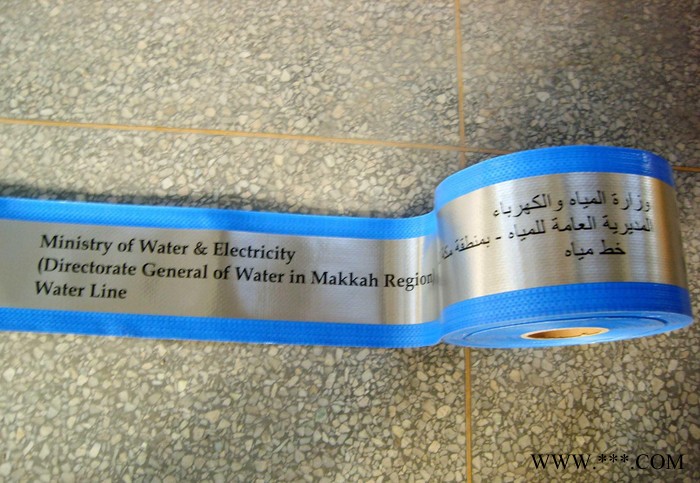 Ministry of Water & Electricity
(Directorate General of Water in Makkah Region
Water Line
وزارة المياه والكهرباء
المديرية العامة للمياه - بمنطقة
خط مياه
WWW.***.COM